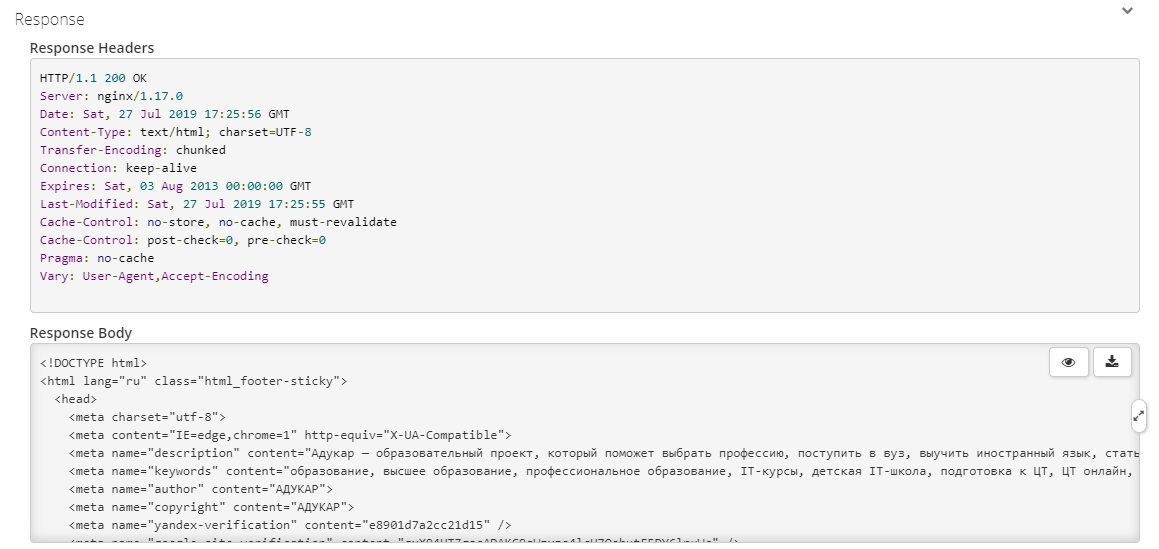 Response
Response Headers
HTTP/1.1 200 OK
Server: nginx/1.17.0
Date: Sat, 27 Jul 2019 17:25:56 GMT
Content-Type: text/html; charset=UTF-8
Transfer-Encoding: chunked
Connection: keep-alive
Expires: Sat, 03 Aug 2013 00:00:00 GMT
Last-Modified: Sat, 27 Jul 2019 17:25:55 GMT
Cache-Control: no-store, no-cache, must-revalidate
Cache-Control: post-check=0, pre-check=0
Pragma: no-cache
Vary: User-Agent,Accept-Encoding
Response Body
<!DOCTYPE html>
<html lang="ru" class="html_footer-sticky">
<head>
<meta charset="utf-8">
<meta content="IE=edge,chrome=1" http-equiv="X-UA-Compatible">
<meta name="description" content="Адукар — образовательный проект, который поможет выбрать профессию, поступить в вуз, выучить иностранный язык, стать
<meta name="keywords" content="образование, высшее образование, профессиональное образование, IT-курсы, детская IT-школа, подготовка к ЦТ, ЦТ онлайн,
<meta name="author" content="АДУКАР">
<meta name="copyright" content="АДУКАР">
<meta name="yandex-verification" content="e8901d7a2cc21d15" />